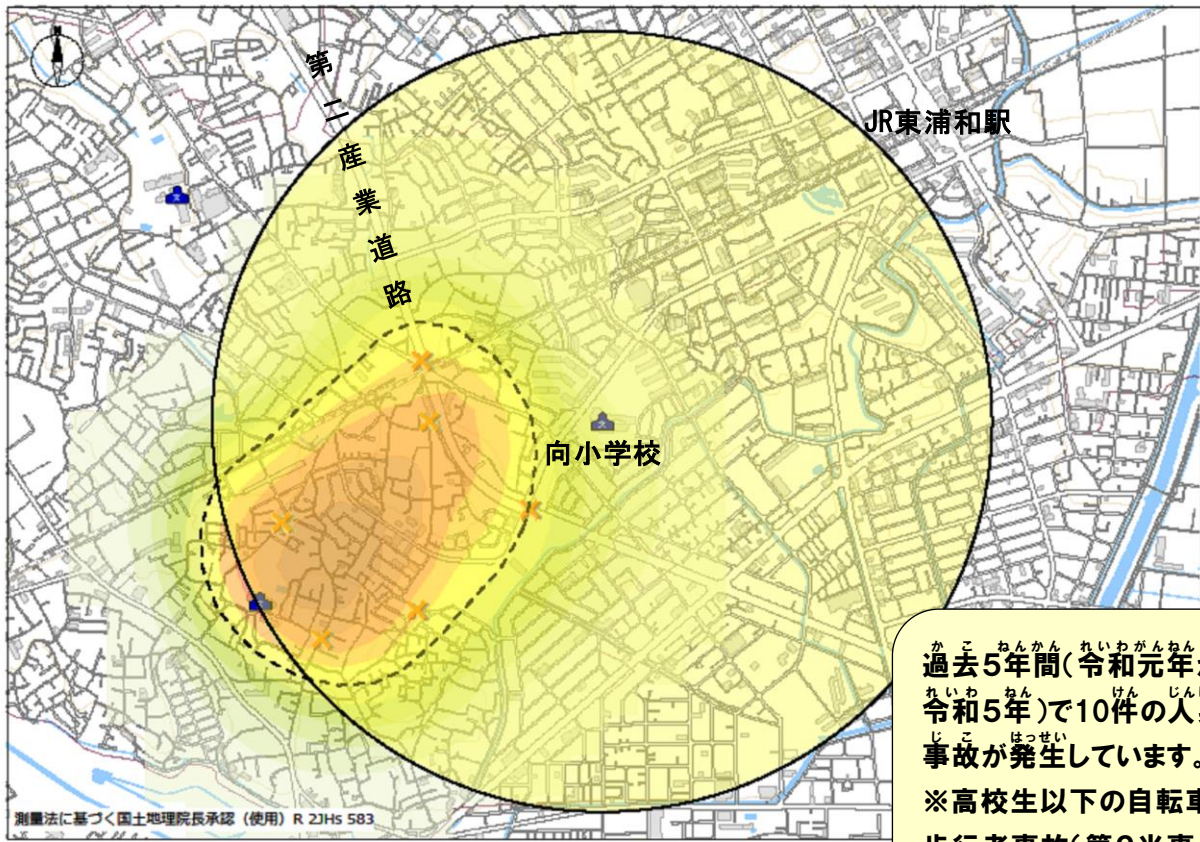 第二産業道路
JR東浦和駅
向小学校
過去5年間(令和元年
令和5年)で10件の人
事故が発生しています。
※高校生以下の自転車
測量法に基づく国土地理院長承認（使用）R 2JHs 583